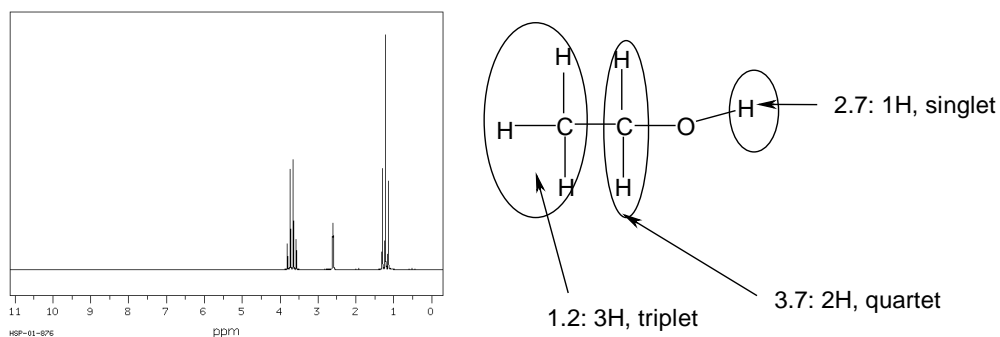 11 10 9 8 7 6 5 4 3 2 1 0
HSP-01-876
ppm
H H
H C C O H
H H
2.7: 1H, singlet
3.7: 2H, quartet
1.2: 3H, triplet